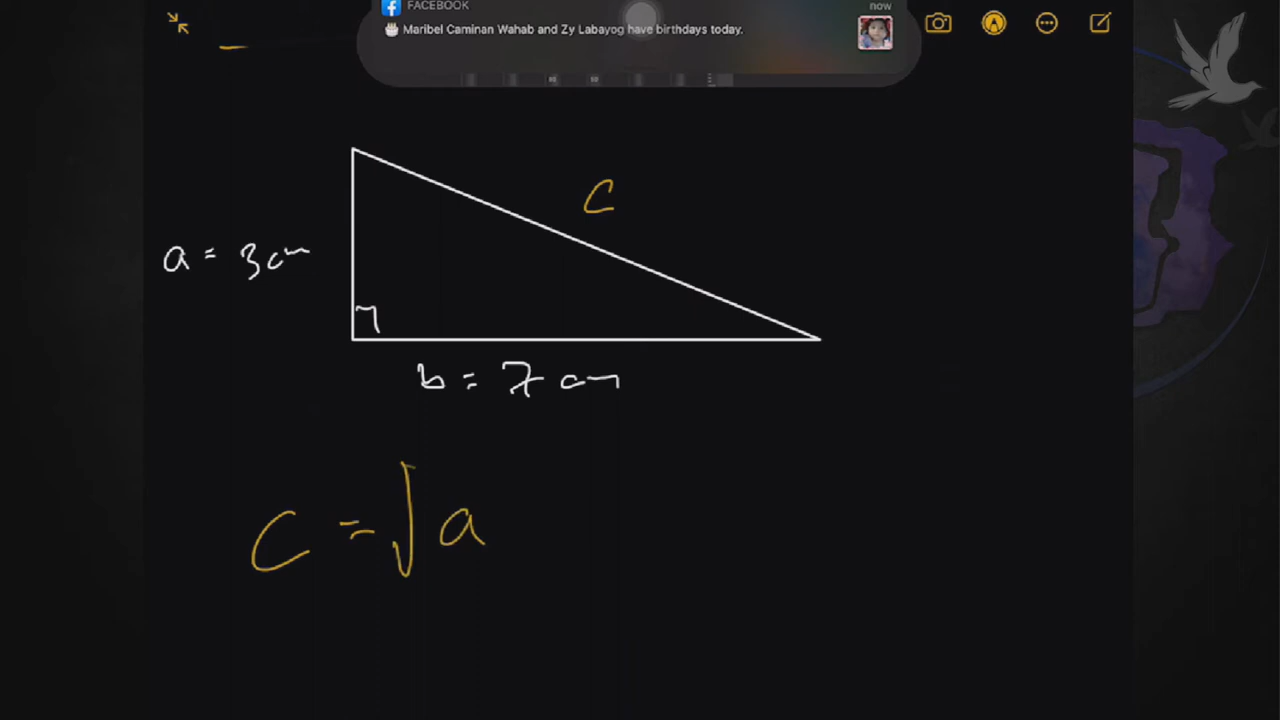 FACEBOOK
now
🎂 Maribel Caminan Wahab and Zy Labayog have birthdays today.
C
a = 3cm
b = 7 cm
C = √a